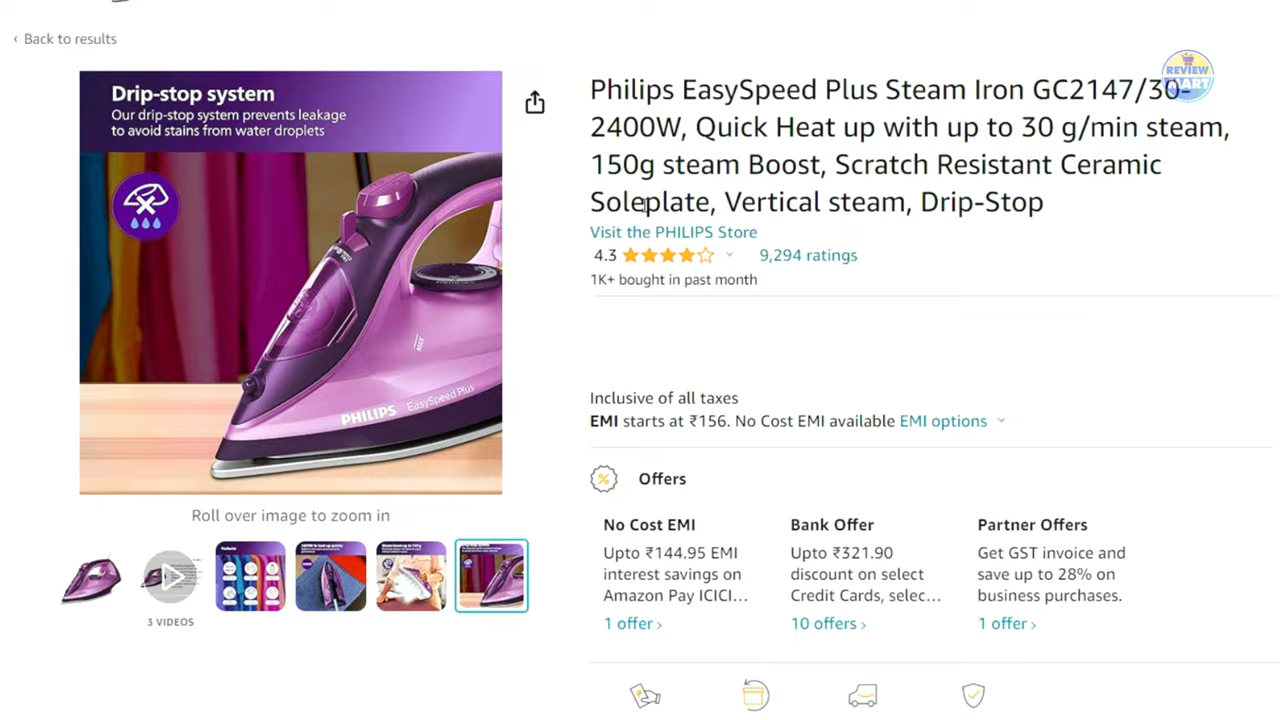 ‹ Back to results
Drip-stop system
Our drip-stop system prevents leakage
to avoid stains from water droplets
MAX
PHILIPS EasySpeed Plus
Roll over image to zoom in
Features
3 VIDEOS
REVIEW
MART
Philips EasySpeed Plus Steam Iron GC2147/30-
2400W, Quick Heat up with up to 30 g/min steam,
150g steam Boost, Scratch Resistant Ceramic
Soleplate, Vertical steam, Drip-Stop
Visit the PHILIPS Store
4.3 9,294 ratings
1K+ bought in past month
Inclusive of all taxes
EMI starts at ₹156. No Cost EMI available EMI options
Offers
No Cost EMI
Upto ₹144.95 EMI
interest savings on
Amazon Pay ICICI…
1 offer ›
Bank Offer
Upto ₹321.90
discount on select
Credit Cards, selec…
10 offers ›
Partner Offers
Get GST invoice and
save up to 28% on
business purchases.
1 offer ›